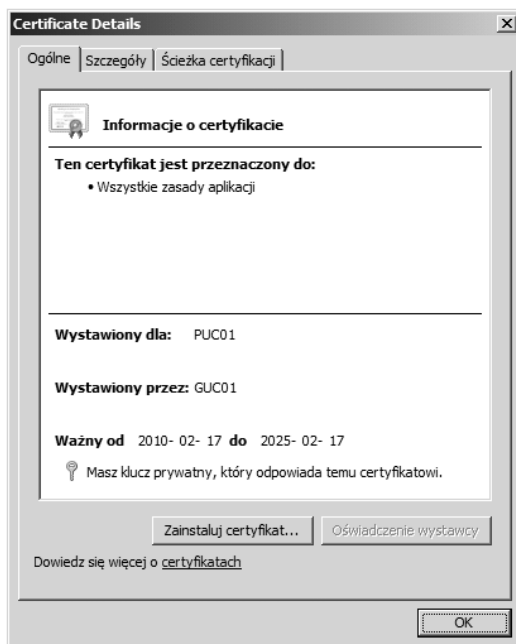 Certificate Details
Ogólne Szczegóły Ścieżka certyfikacji
Informacje o certyfikacie
Ten certyfikat jest przeznaczony do:
• Wszystkie zasady aplikacji
Wystawiony dla: PUC01
Wystawiony przez: GUC01
Ważny od 2010- 02- 17 do 2025- 02- 17
Masz klucz prywatny, który odpowiada temu certyfikatowi.
Zainstaluj certyfikat... Oświadczenie wystawcy
Dowiedz się więcej o certyfikatach
OK